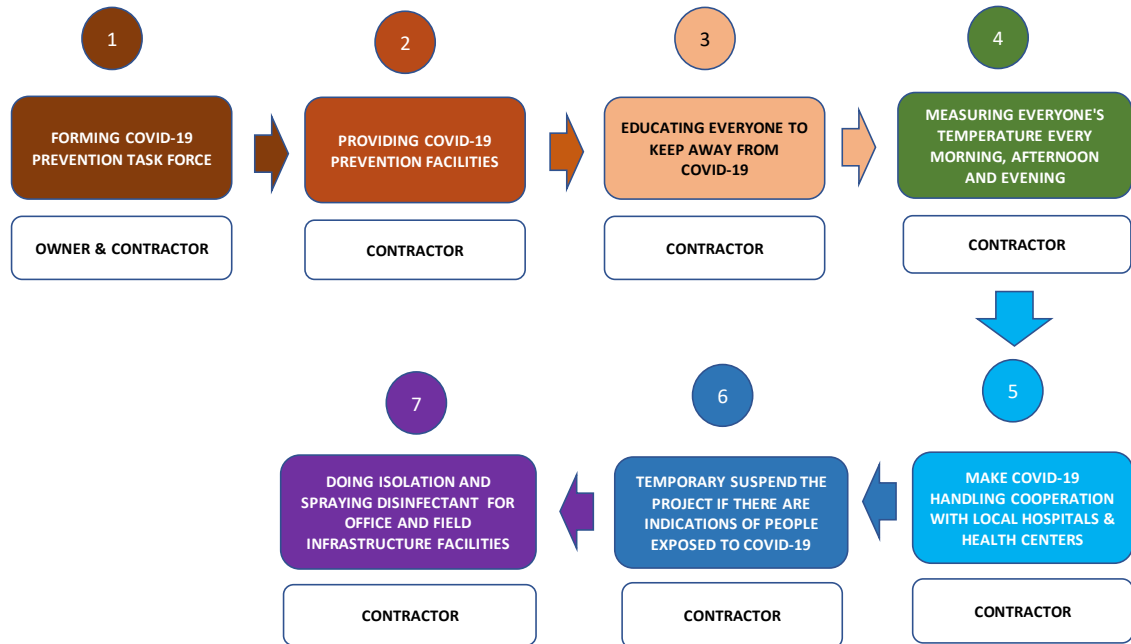 1
FORMING COVID-19
PREVENTION TASK FORCE
OWNER & CONTRACTOR
2
PROVIDING COVID-19
PREVENTION FACILITIES
CONTRACTOR
3
EDUCATING EVERYONE TO
KEEP AWAY FROM
COVID-19
CONTRACTOR
4
MEASURING EVERYONE'S
TEMPERATURE EVERY
MORNING, AFTERNOON
AND EVENING
CONTRACTOR
5
MAKE COVID-19
HANDLING COOPERATION
WITH LOCAL HOSPITALS &
HEALTH CENTERS
CONTRACTOR
6
TEMPORARY SUSPEND THE
PROJECT IF THERE ARE
INDICATIONS OF PEOPLE
EXPOSED TO COVID-19
CONTRACTOR
7
DOING ISOLATION AND
SPRAYING DISINFECTANT FOR
OFFICE AND FIELD
INFRASTRUCTURE FACILITIES
CONTRACTOR